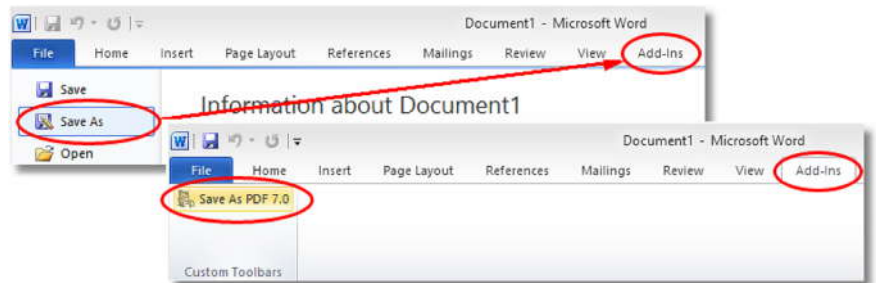 Document1 - Microsoft Word
File Home Insert Page Layout References Mailings Review View Add-Ins
Save
Information about Document1
Save As
Open
Document1 - Microsoft Word
File Home Insert Page Layout References Mailings Review View Add-Ins
Save As PDF 7.0
Custom Toolbars